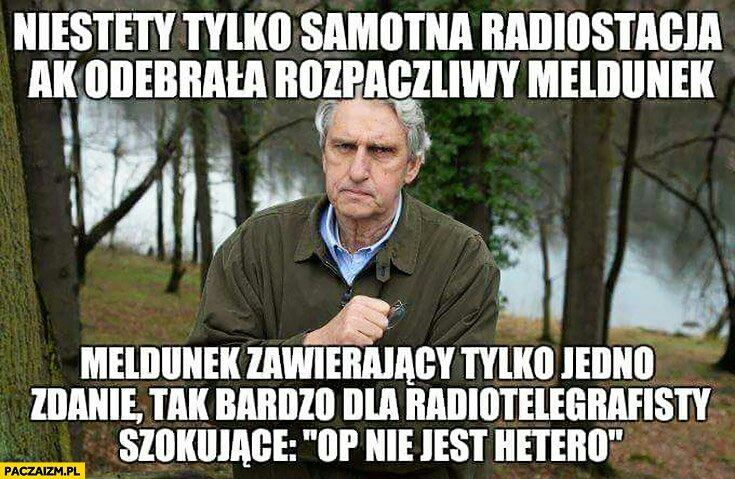 NIESTETY TYLKO SAMOTNA RADIOSTACJA
AK ODEBRAŁA ROZPACZLIWY MELDUNEK
MELDUNEK ZAWIERAJĄCY TYLKO JEDNO
ZDANIE, TAK BARDZO DLA RADIOTELEGRAFISTY
SZOKUJĄCE: "OP NIE JEST HETERO"
PACZAIZM.PL